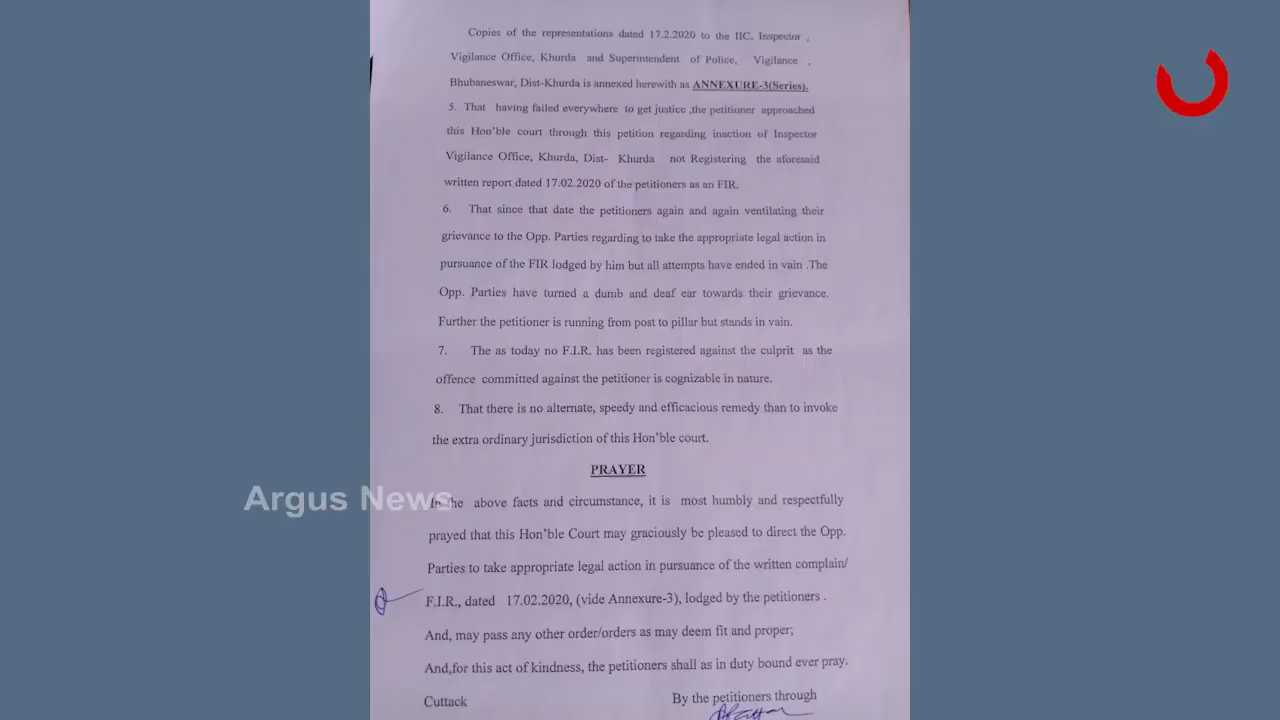 Copies of the representations dated 17.2.2020 to the IIC, Inspector ,
Vigilance Office, Khurda and Superintendent of Police, Vigilance ,
Bhubaneswar, Dist-Khurda is annexed herewith as ANNEXURE-3(Series).
5. That having failed everywhere to get justice ,the petitioner approached
this Hon'ble court through this petition regarding inaction of Inspector
Vigilance Office, Khurda, Dist- Khurda not Registering the aforesaid
written report dated 17.02.2020 of the petitioners as an FIR.
6. That since that date the petitioners again and again ventilating their
grievance to the Opp. Parties regarding to take the appropriate legal action in
pursuance of the FIR lodged by him but all attempts have ended in vain .The
Opp. Parties have turned a dumb and deaf ear towards their grievance.
Further the petitioner is running from post to pillar but stands in vain.
7. The as today no F.I.R. has been registered against the culprit as the
offence committed against the petitioner is cognizable in nature.
8. That there is no alternate, speedy and efficacious remedy than to invoke
the extra ordinary jurisdiction of this Hon'ble court.
PRAYER
Argus News
In the above facts and circumstance, it is most humbly and respectfully
prayed that this Hon'ble Court may graciously be pleased to direct the Opp.
Parties to take appropriate legal action in pursuance of the written complain/
F.I.R., dated 17.02.2020, (vide Annexure-3), lodged by the petitioners .
And, may pass any other order/orders as may deem fit and proper;
And,for this act of kindness, the petitioners shall as in duty bound ever pray.
Cuttack By the petitioners through